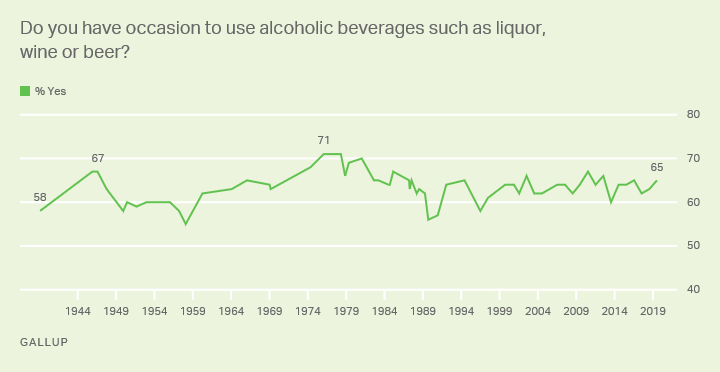 Do you have occasion to use alcoholic beverages such as liquor,
wine or beer?
% Yes
80
71
67
65
70
58
60
50
40
1944 1949 1954 1959 1964 1969 1974 1979 1984 1989 1994 1999 2004 2009 2014 2019
GALLUP